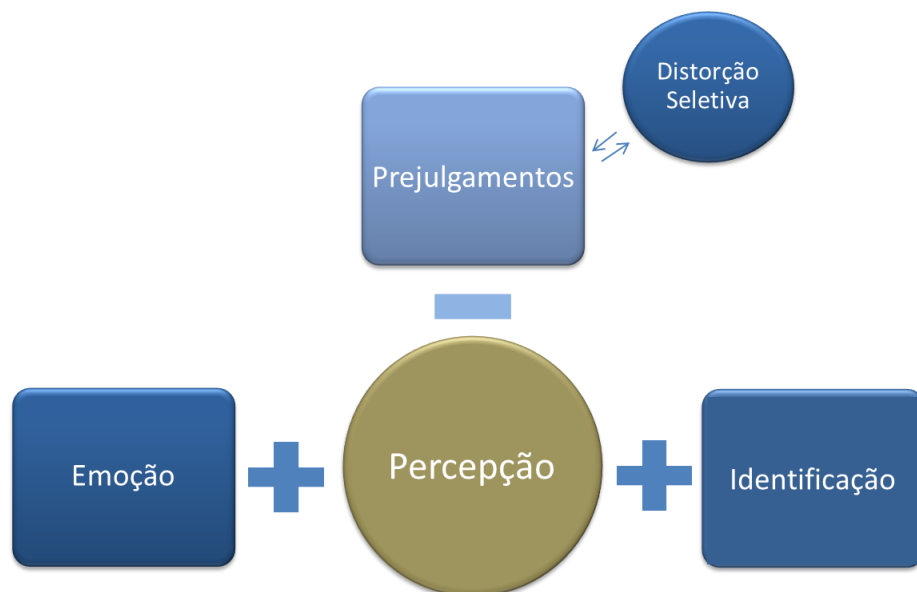 Distorção
Seletiva
Prejulgamentos
Emoção
Percepção
Identificação